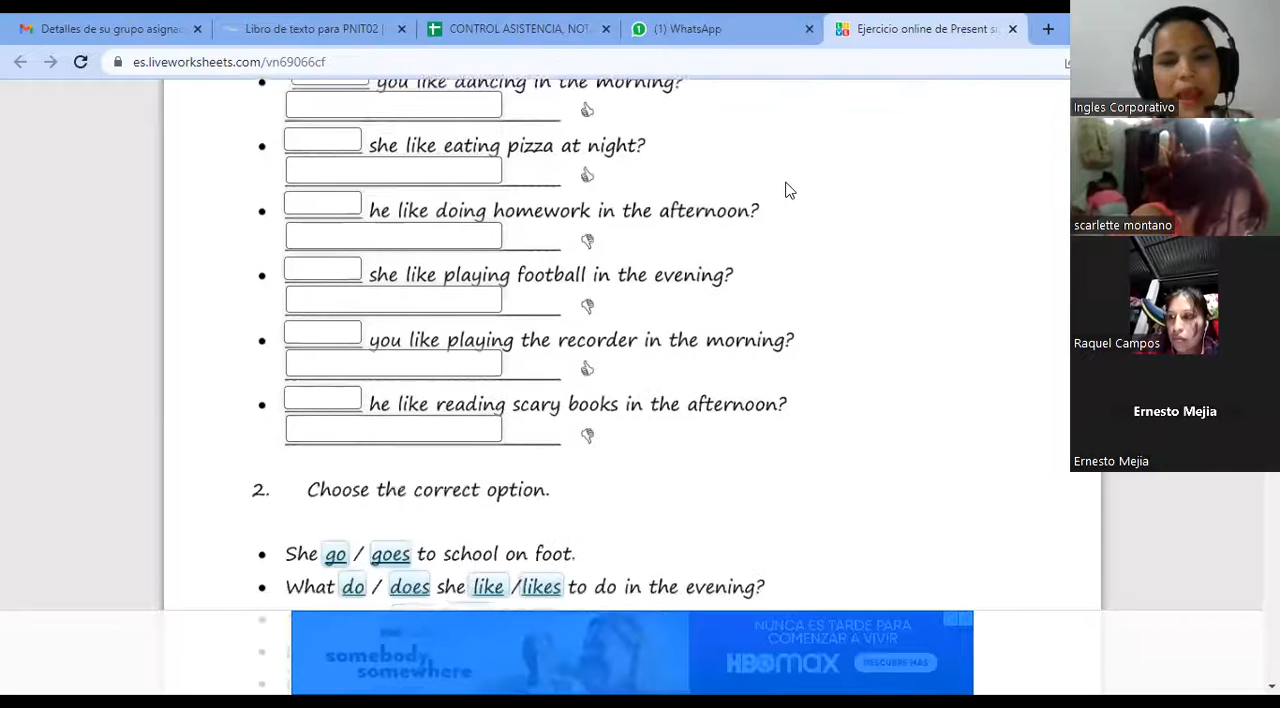 Detalles de su grupo asigna
Libro de texto para PNIT02 |
CONTROL ASISTENCIA, NOT
(1) WhatsApp
Ejercicio online de Present si
es.liveworksheets.com/vn69066cf
you like dancing in the morning?
she like eating pizza at night?
he like doing homework in the afternoon?
she like playing football in the evening?
you like playing the recorder in the morning?
he like reading scary books in the afternoon?
2. Choose the correct option.
She go / goes to school on foot.
What do / does she like /likes to do in the evening?
somebody
somewhere
NUNCA ES TARDE PARA
COMENZAR A VIVIR
HBOMAX
DESCUBRE MÁS
Ingles Corporativo
scarlette montano
Raquel Campos
Ernesto Mejia
Ernesto Mejia